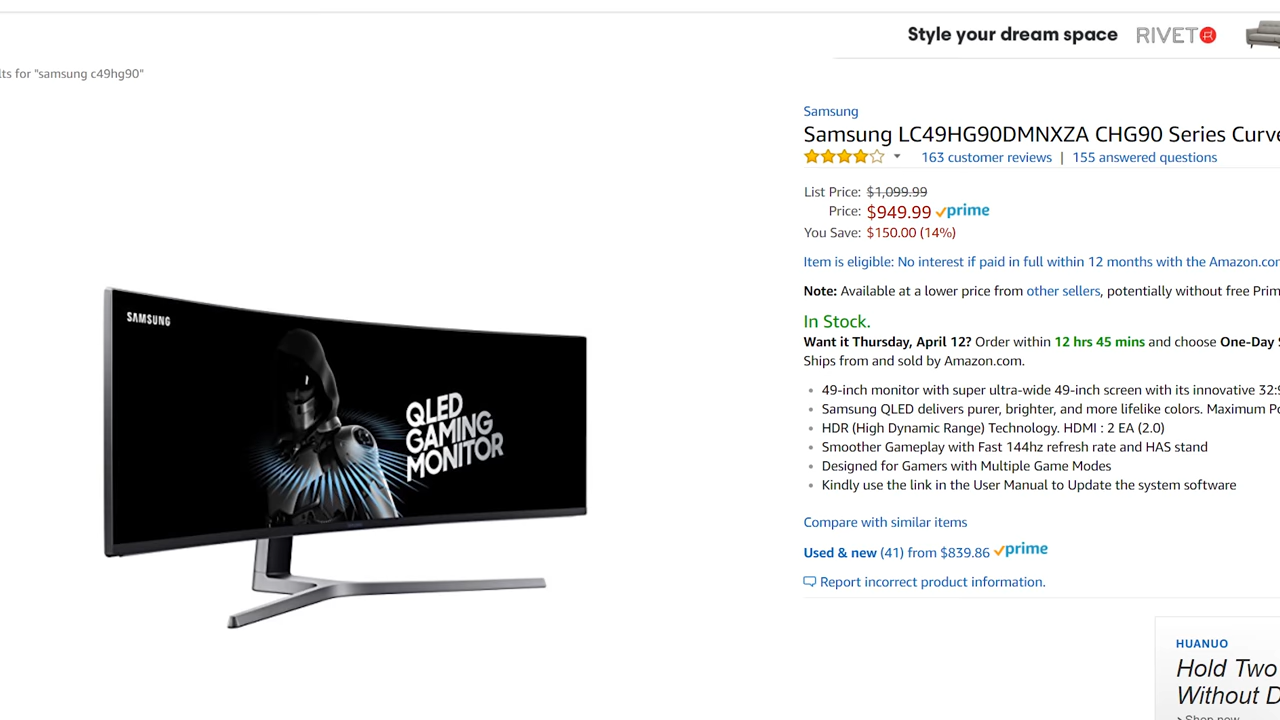 Style your dream space RIVET R
lts for "samsung c49hg90"
Samsung
Samsung LC49HG90DMNXZA CHG90 Series Curve
163 customer reviews | 155 answered questions
List Price: $1,099.99
Price: $949.99 prime
You Save: $150.00 (14%)
Item is eligible: No interest if paid in full within 12 months with the Amazon.com
Note: Available at a lower price from other sellers, potentially without free Prim
In Stock.
Want it Thursday, April 12? Order within 12 hrs 45 mins and choose One-Day S
Ships from and sold by Amazon.com.
• 49-inch monitor with super ultra-wide 49-inch screen with its innovative 32:9
• Samsung QLED delivers purer, brighter, and more lifelike colors. Maximum Po
• HDR (High Dynamic Range) Technology. HDMI : 2 EA (2.0)
• Smoother Gameplay with Fast 144hz refresh rate and HAS stand
• Designed for Gamers with Multiple Game Modes
• Kindly use the link in the User Manual to Update the system software
Compare with similar items
Used & new (41) from $839.86 prime
Report incorrect product information.
SAMSUNG
QLED
GAMING
MONITOR
HUANUO
Hold Two
Without D
Shop now